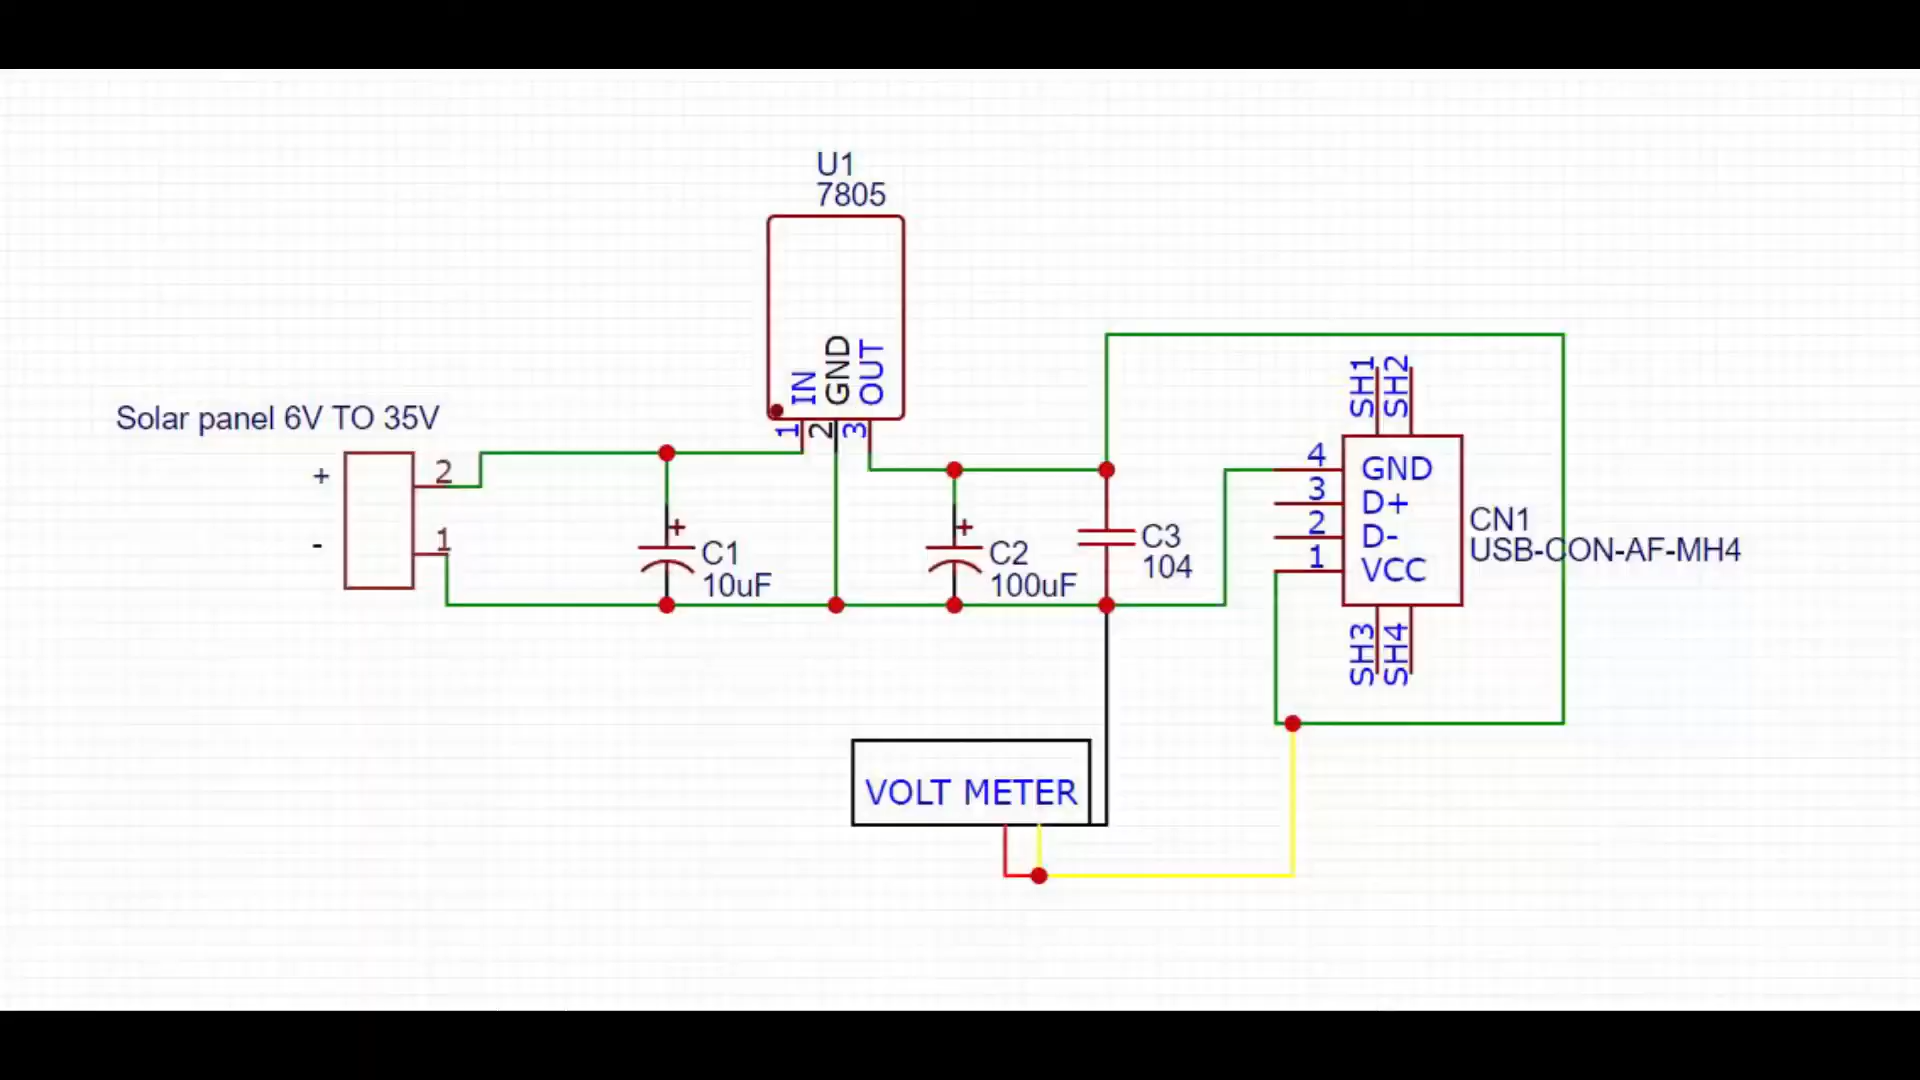 U1
7805
IN
GND
OUT
1
2
3
Solar panel 6V TO 35V
+
2
-
1
+
C1
10uF
+
C2
100uF
C3
104
SH1
SH2
4
GND
3
D+
2
D-
1
VCC
CN1
USB-CON-AF-MH4
SH3
SH4
VOLT METER